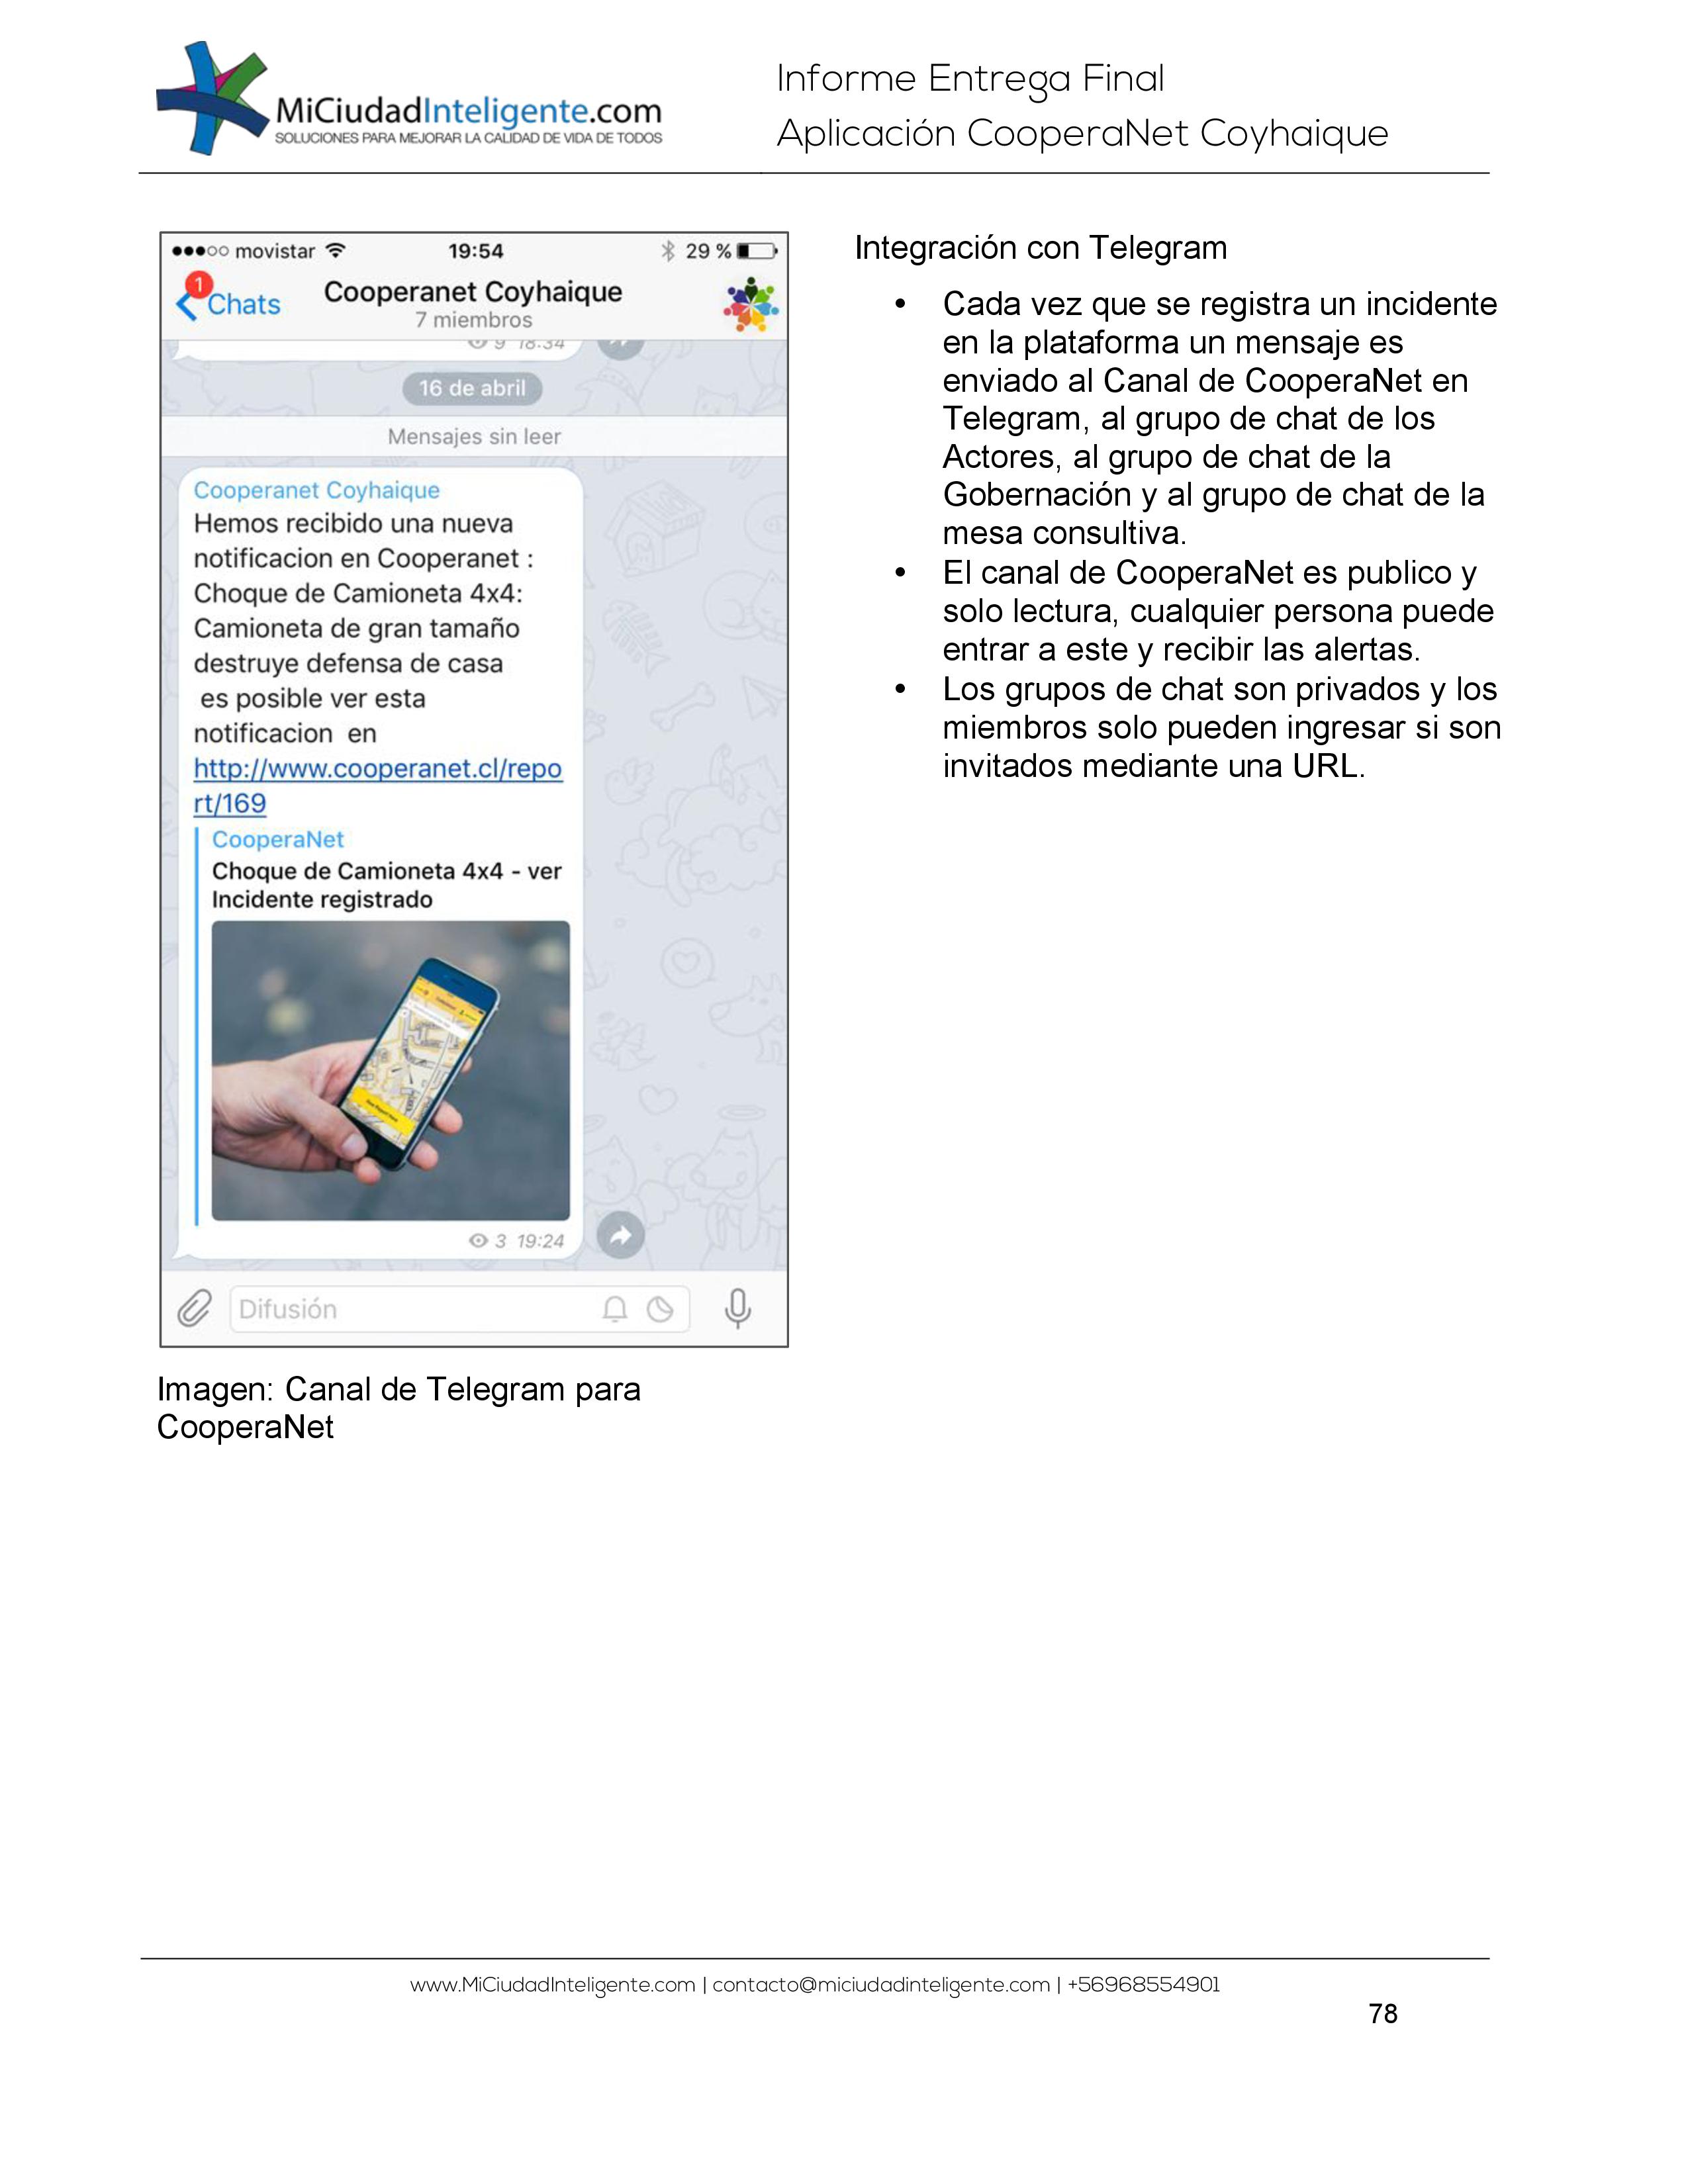 MiCiudadInteligente.com
SOLUCIONES PARA MEJORAR LA CALIDAD DE VIDA DE TODOS
Informe Entrega Final
Aplicación CooperaNet Coyhaique
movistar 19:54 29 %
1
Chats
Cooperanet Coyhaique
7 miembros
9 18:34
16 de abril
Mensajes sin leer
Cooperanet Coyhaique
Hemos recibido una nueva
notificacion en Cooperanet :
Choque de Camioneta 4x4:
Camioneta de gran tamaño
destruye defensa de casa
es posible ver esta
notificacion en
http://www.cooperanet.cl/repo
rt/169
CooperaNet
Choque de Camioneta 4x4 - ver
Incidente registrado
3 19:24
Difusión
Imagen: Canal de Telegram para
CooperaNet
Integración con Telegram
• Cada vez que se registra un incidente
en la plataforma un mensaje es
enviado al Canal de CooperaNet en
Telegram, al grupo de chat de los
Actores, al grupo de chat de la
Gobernación y al grupo de chat de la
mesa consultiva.
• El canal de CooperaNet es publico y
solo lectura, cualquier persona puede
entrar a este y recibir las alertas.
• Los grupos de chat son privados y los
miembros solo pueden ingresar si son
invitados mediante una URL.
www.MiCiudadInteligente.com | contacto@miciudadinteligente.com | +56968554901
78